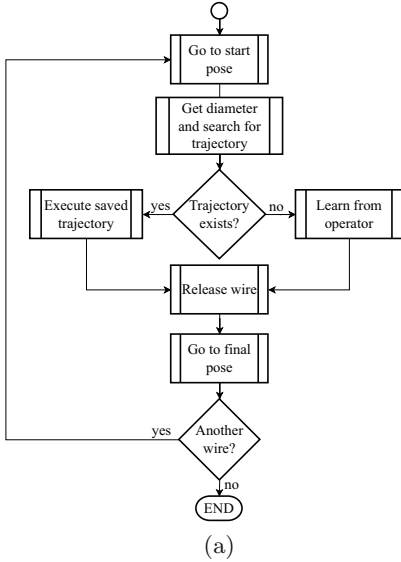 Go to start
pose
Get diameter
and search for
trajectory
Trajectory
exists?
yes
no
Execute saved
trajectory
Learn from
operator
Release wire
Go to final
pose
Another
wire?
yes
no
END
(a)